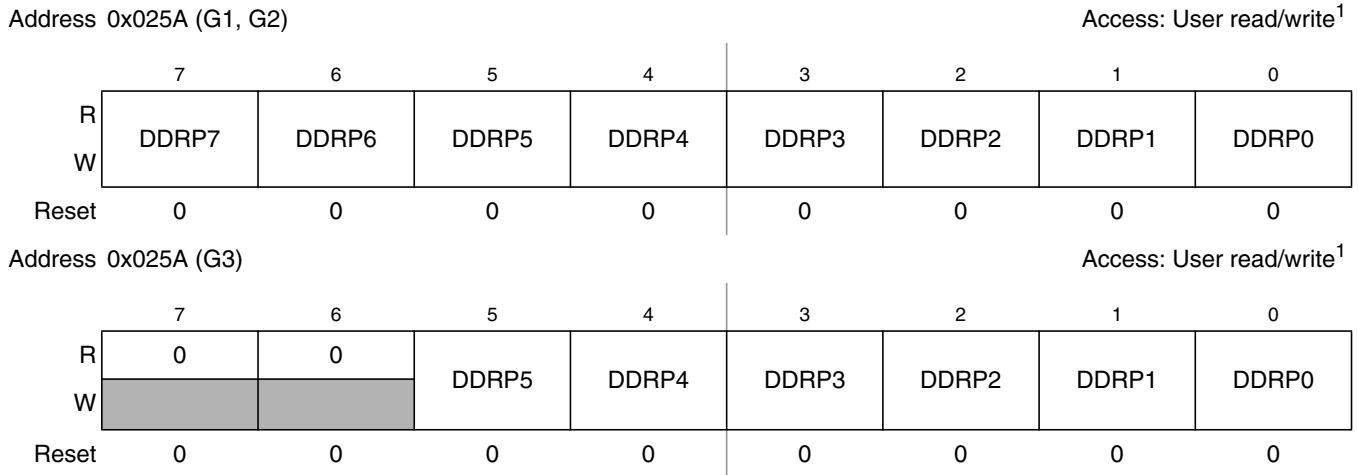 Address 0x025A (G1, G2) Access: User read/write1
7 6 5 4 3 2 1 0
R
DDRP7 DDRP6 DDRP5 DDRP4 DDRP3 DDRP2 DDRP1 DDRP0
W
Reset 0 0 0 0 0 0 0 0
Address 0x025A (G3) Access: User read/write1
7 6 5 4 3 2 1 0
R 0 0
DDRP5 DDRP4 DDRP3 DDRP2 DDRP1 DDRP0
W
Reset 0 0 0 0 0 0 0 0